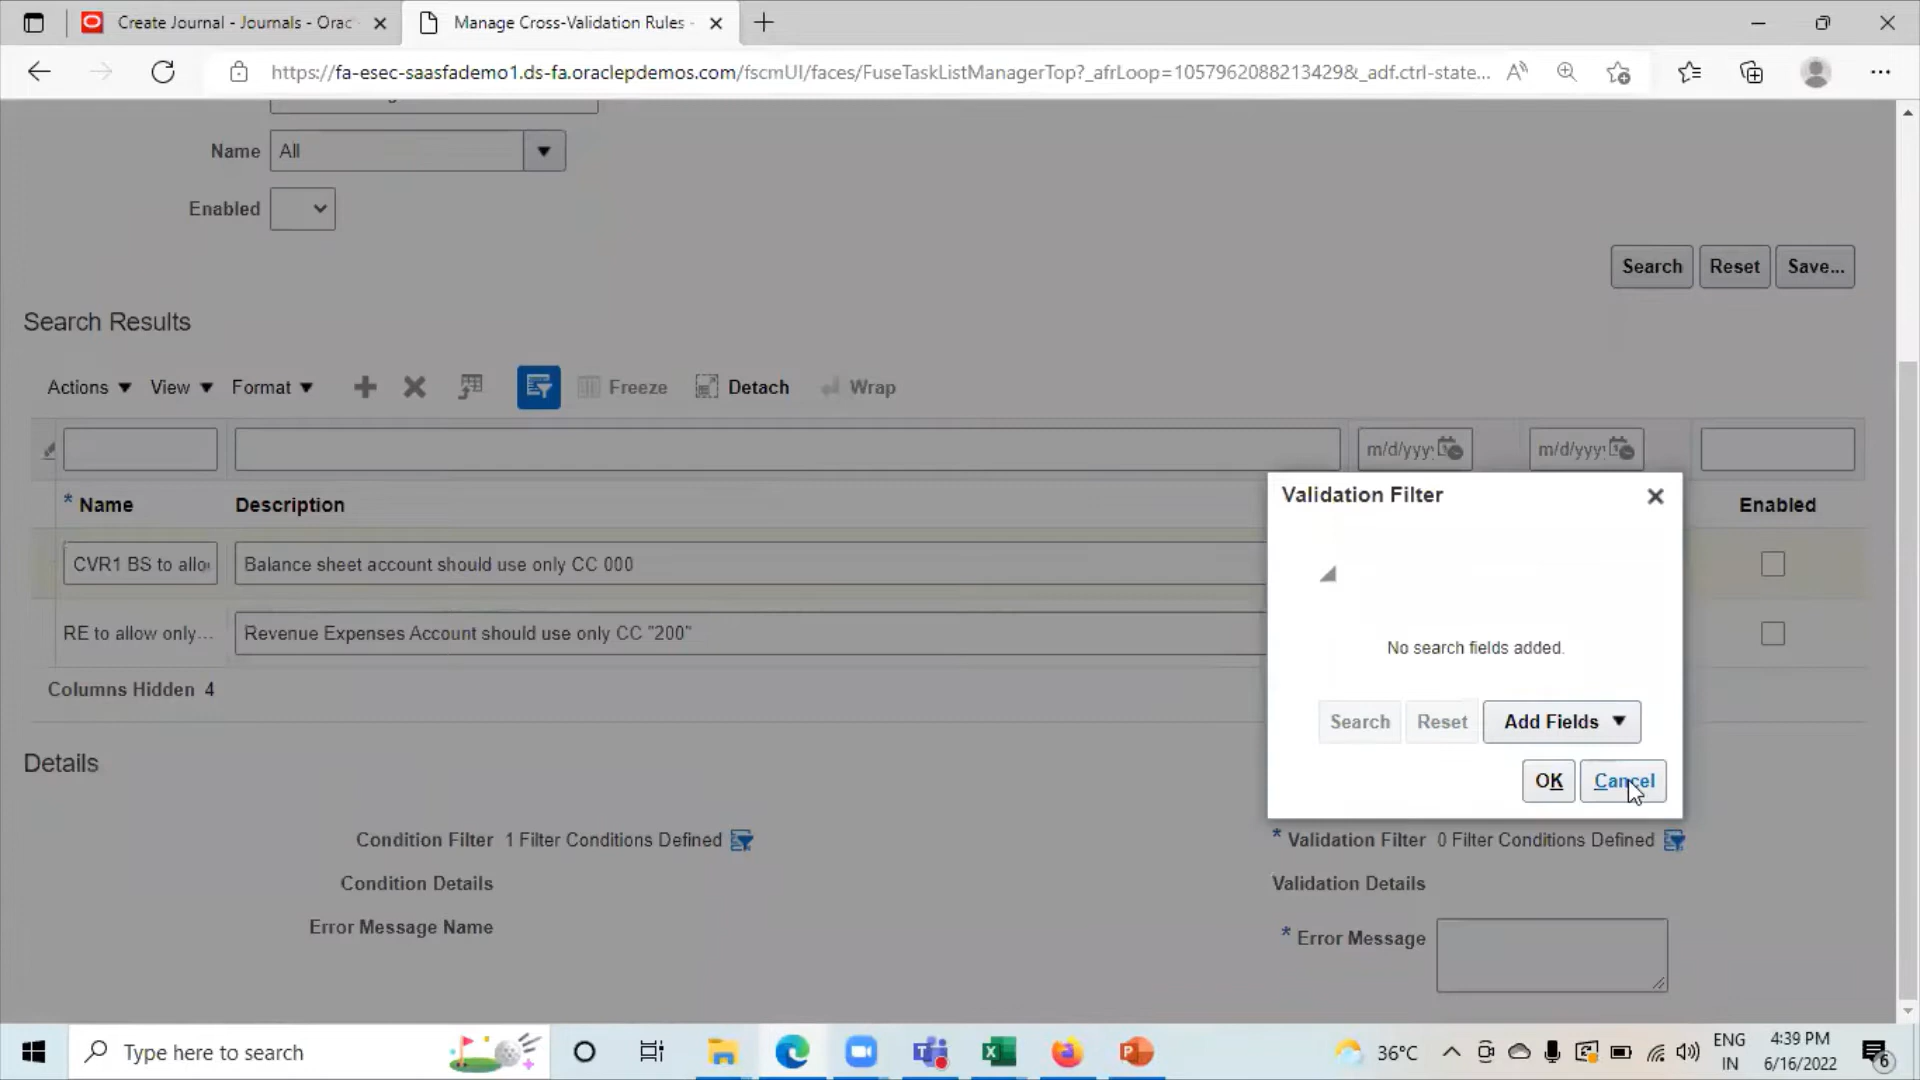 Create Journal - Journals - Orac
Manage Cross-Validation Rules -
https://fa-esec-saasfademo1.ds-fa.oraclepdemos.com/fscmUI/faces/FuseTaskListManagerTop?_afrLoop=1057962088213429&_adf.ctrl-state...
Name All
Enabled
Search Reset Save...
Search Results
Actions View Format Freeze Detach Wrap
m/d/yyy m/d/yyy
* Name Description Enabled
CVR1 BS to allo Balance sheet account should use only CC 000
RE to allow only... Revenue Expenses Account should use only CC "200"
Columns Hidden 4
Validation Filter
No search fields added.
Search Reset Add Fields
OK Cancel
Details
Condition Filter 1 Filter Conditions Defined * Validation Filter 0 Filter Conditions Defined
Condition Details Validation Details
Error Message Name * Error Message
Type here to search
36°C ENG 4:39 PM
IN 6/16/2022 6